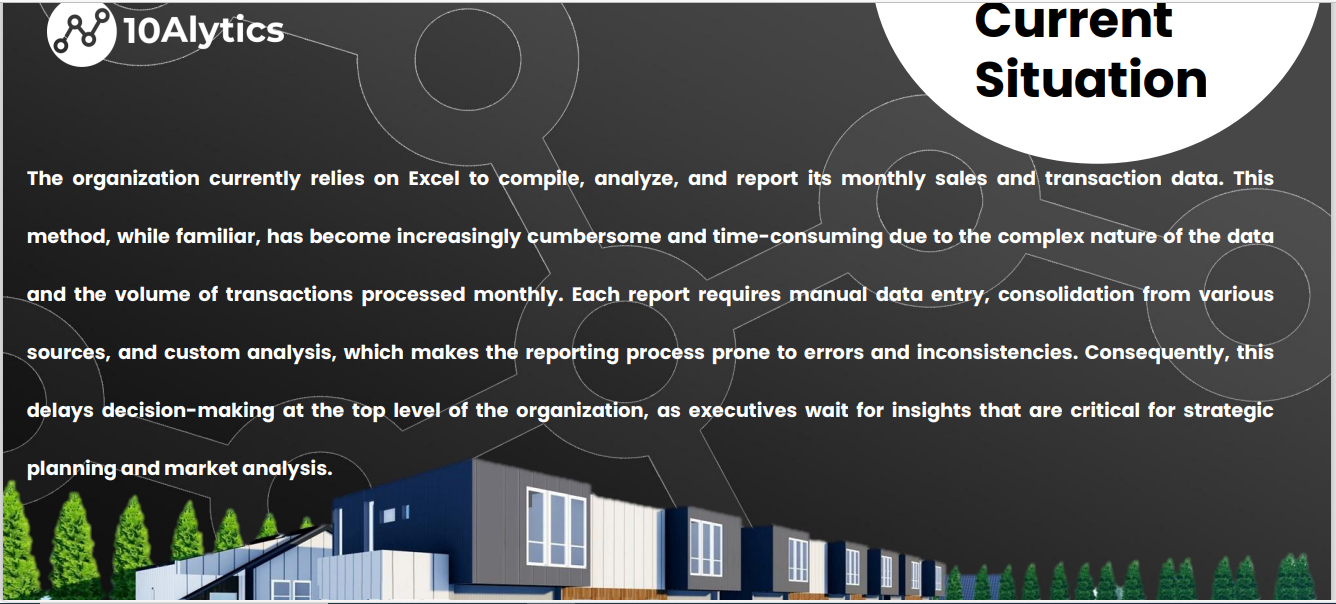 10Alytics
Current
Situation
The organization currently relies on Excel to compile, analyze, and report its monthly sales and transaction data. This
method, while familiar, has become increasingly cumbersome and time-consuming due to the complex nature of the data
and the volume of transactions processed monthly. Each report requires manual data entry, consolidation from various
sources, and custom analysis, which makes the reporting process prone to errors and inconsistencies. Consequently, this
delays decision-making at the top level of the organization, as executives wait for insights that are critical for strategic
planning and market analysis.